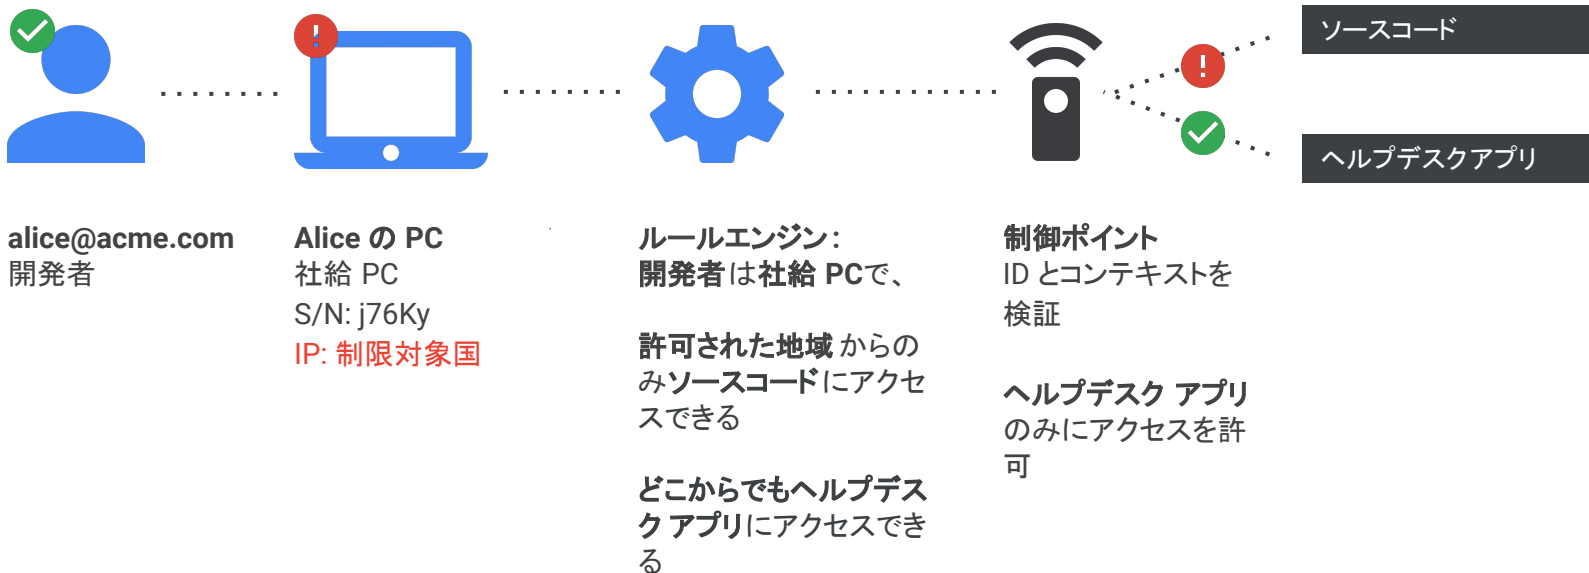 alice@acme.com
開発者
Alice の PC
社給 PC
S/N: j76Ky
IP: 制限対象国
ルールエンジン:
開発者は社給 PCで、
許可された地域 からの
みソースコードにアクセ
スできる
どこからでもヘルプデス
ク アプリにアクセスでき
る
制御ポイント
ID とコンテキストを
検証
ヘルプデスク アプリ
のみにアクセスを許
可
ソースコード
ヘルプデスクアプリ